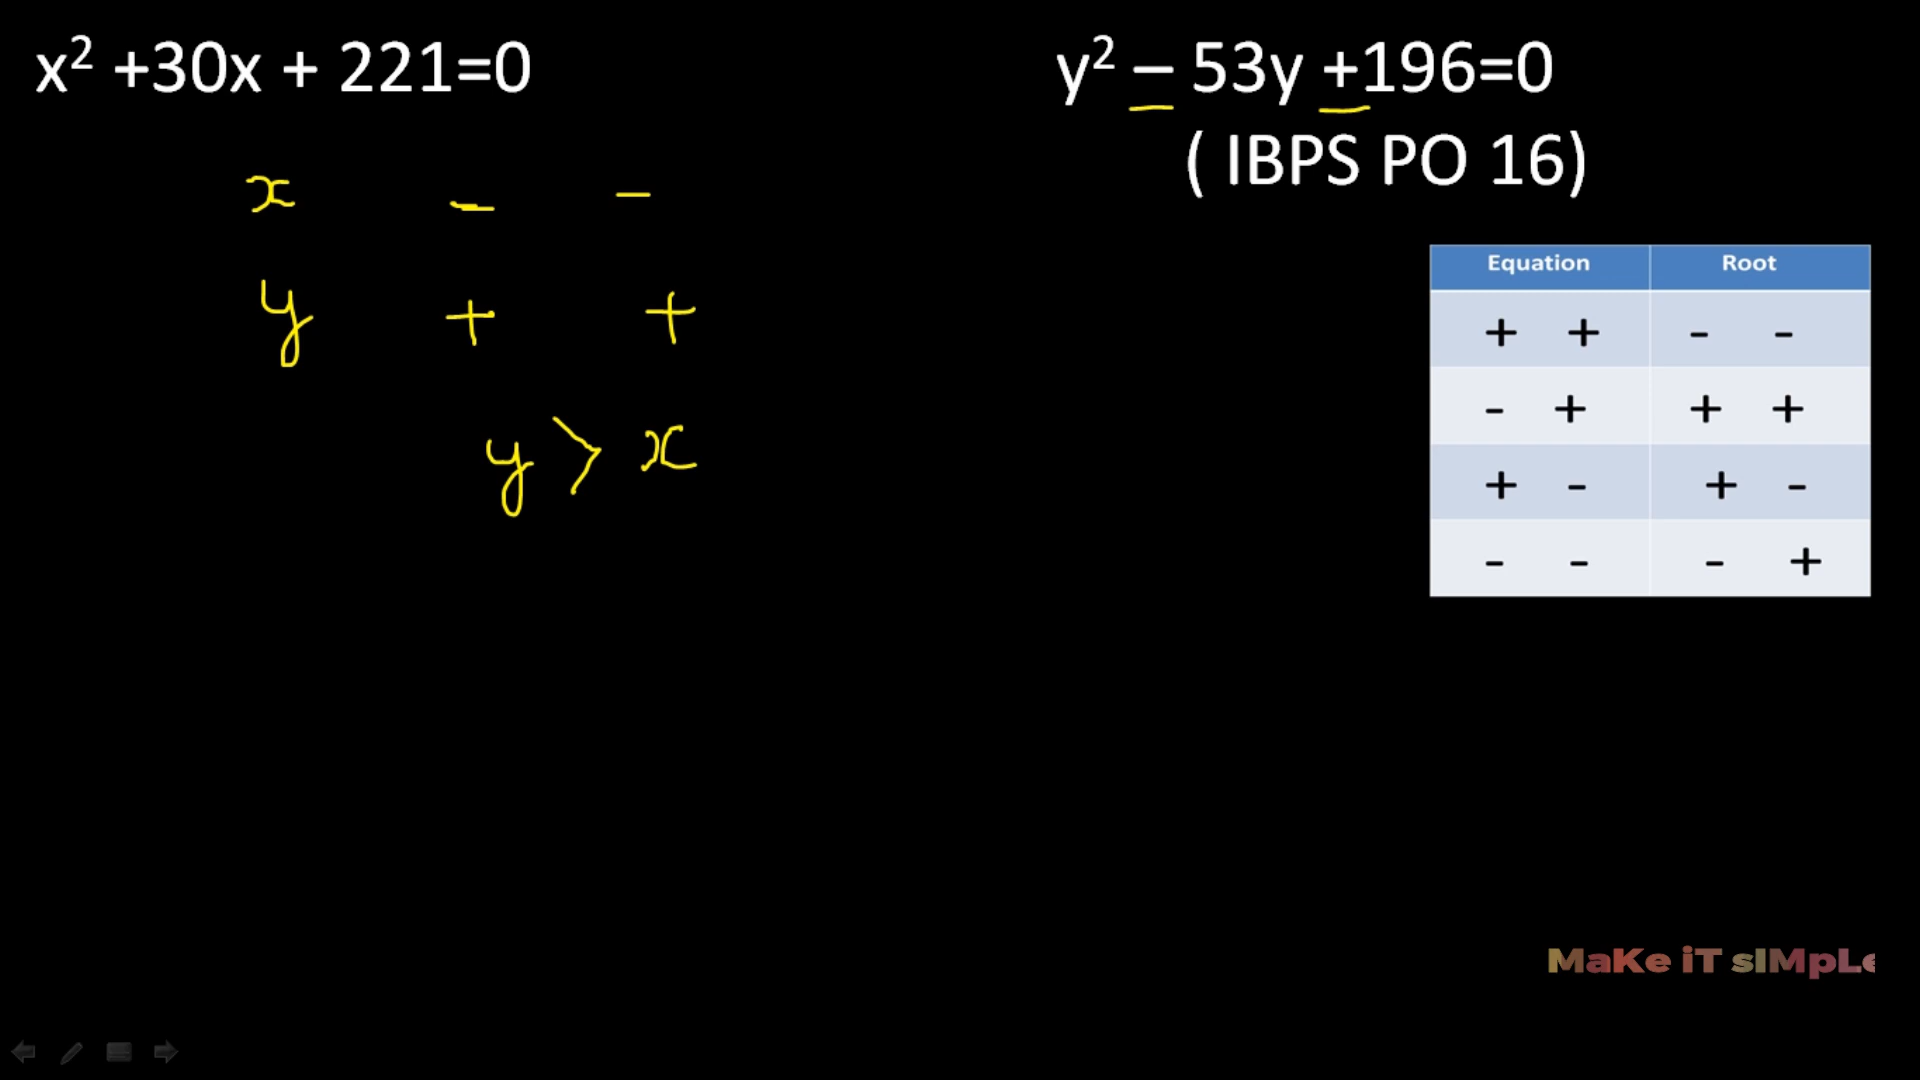 x² +30x + 221=0
y² – 53y +196=0
( IBPS PO 16)
x - -
y + +
y > x
Equation Root
+ + - -
- + + +
+ - + -
- - - +
MaKe iT sIMpLe